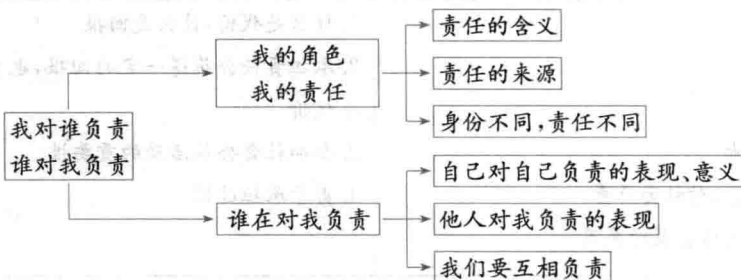 我对谁负责
谁对我负责
我的角色
我的责任
责任的含义
责任的来源
身份不同,责任不同
谁在对我负责
自己对自己负责的表现、意义
他人对我负责的表现
我们要互相负责